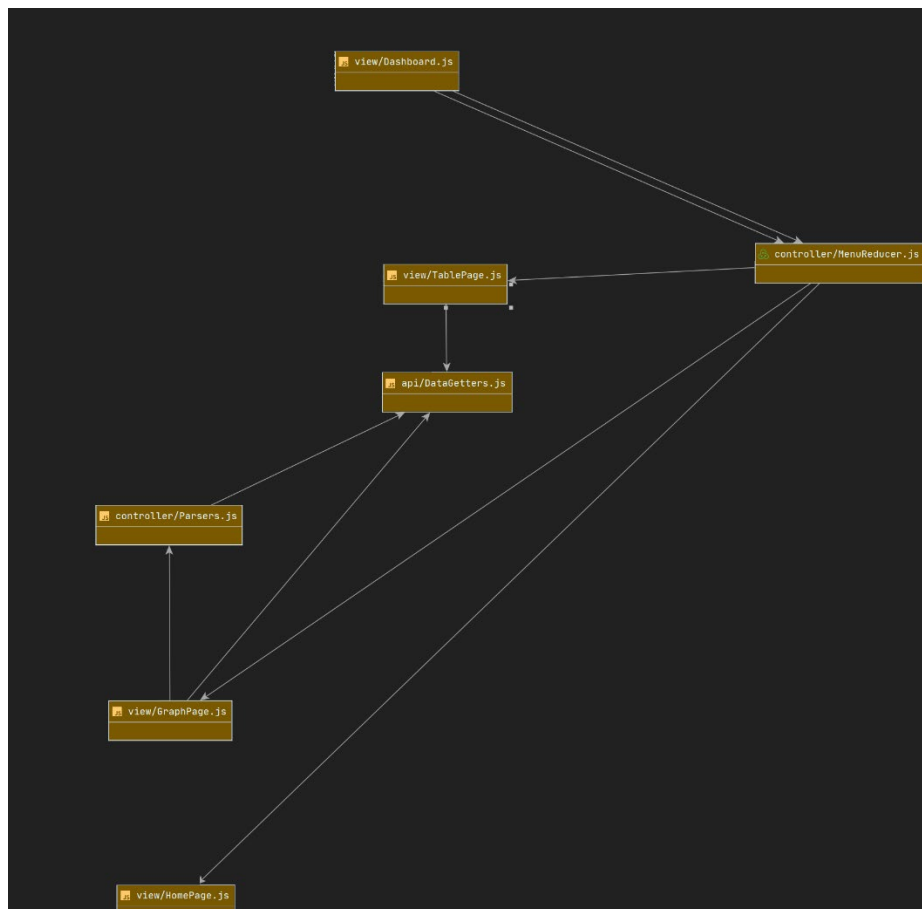 view/Dashboard.js
controller/MenuReducer.js
view/TablePage.js
api/DataGetters.js
controller/Parsers.js
view/GraphPage.js
view/HomePage.js